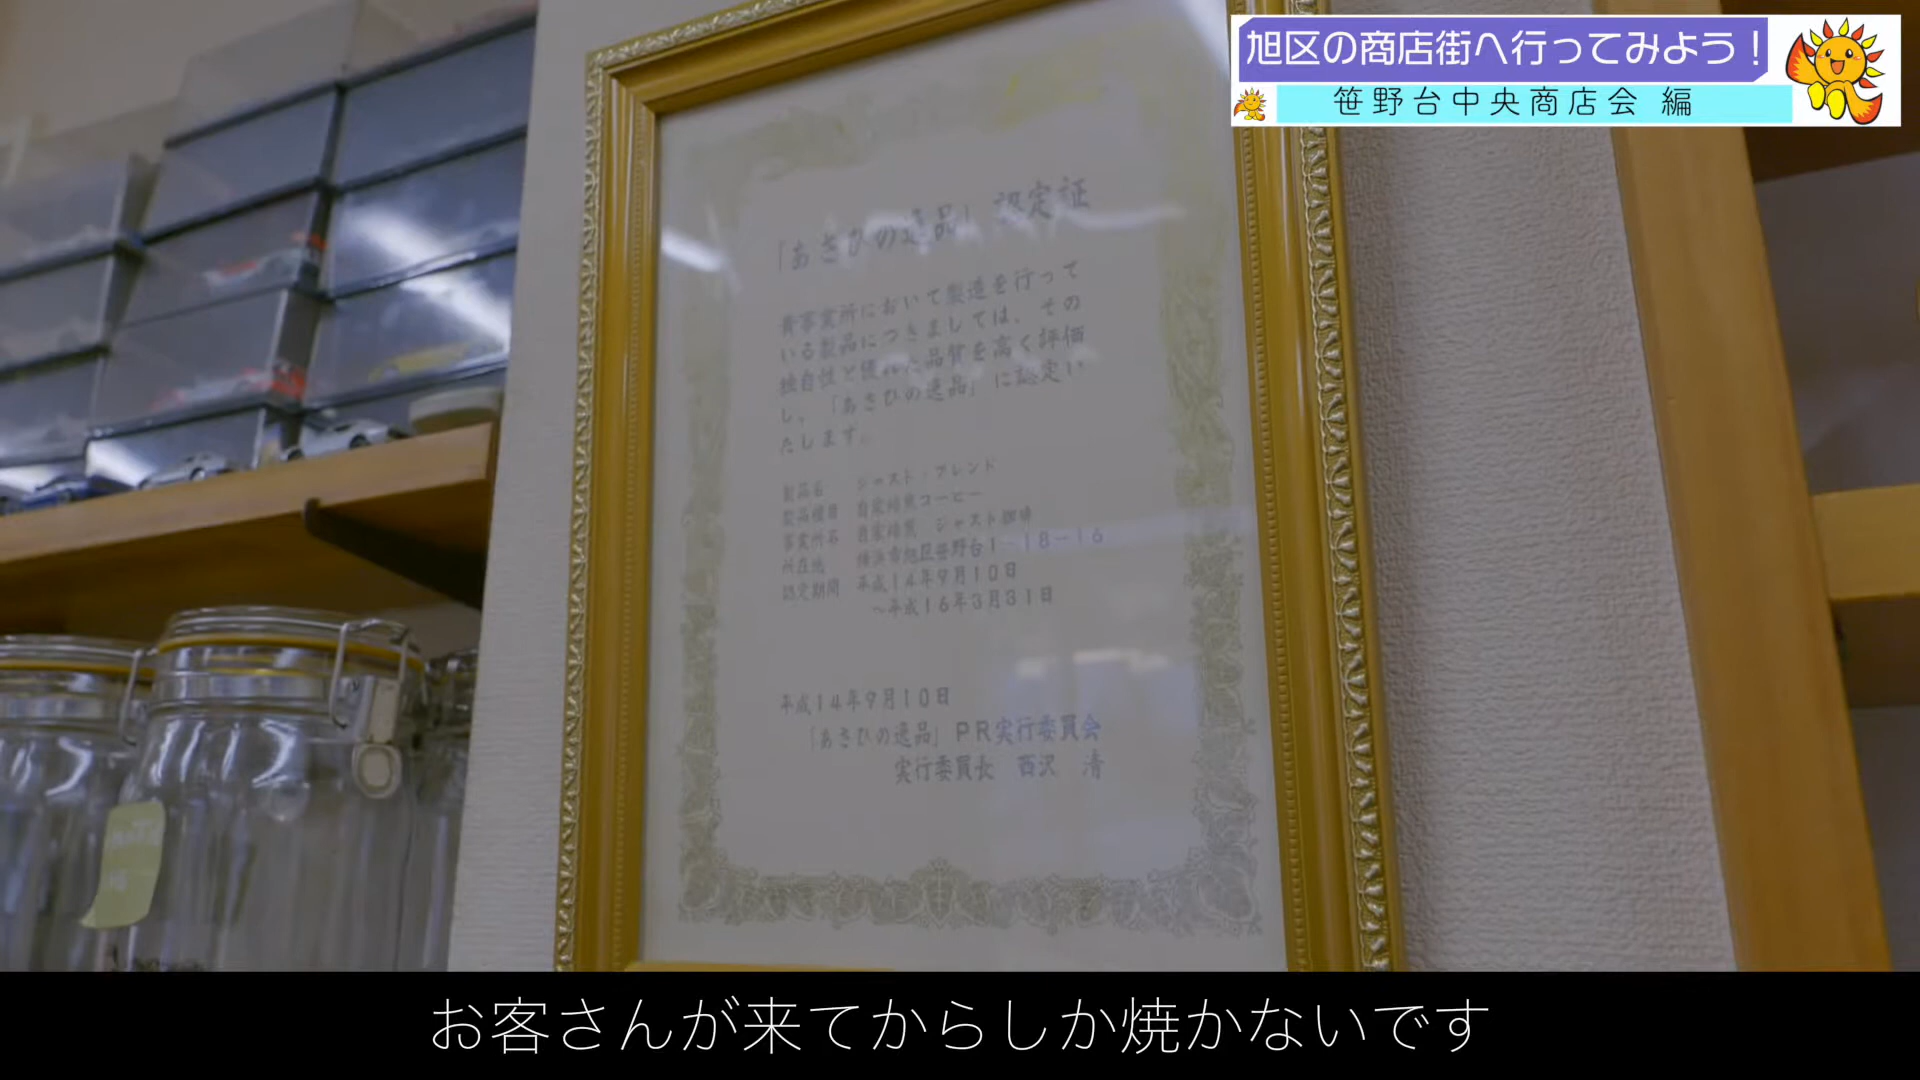 旭区の商店街へ行ってみよう！
笹野台中央商店会 編
「あさひの逸品」認定証
貴事業所において製造を行って
いる製品につきましては、その
独自性と優れた品質を高く評価
し、「あさひの逸品」に認定い
たします。
製品名 ジャスト・ブレンド
製品種目 自家焙煎コーヒー
事業所名 自家焙煎 ジャスト珈琲
所在地 横浜市旭区笹野台1－18－16
認定期間 平成14年9月10日
～平成16年3月31日
平成14年9月10日
「あさひの逸品」PR実行委員会
実行委員長 西沢 清
お客さんが来てからしか焼かないです